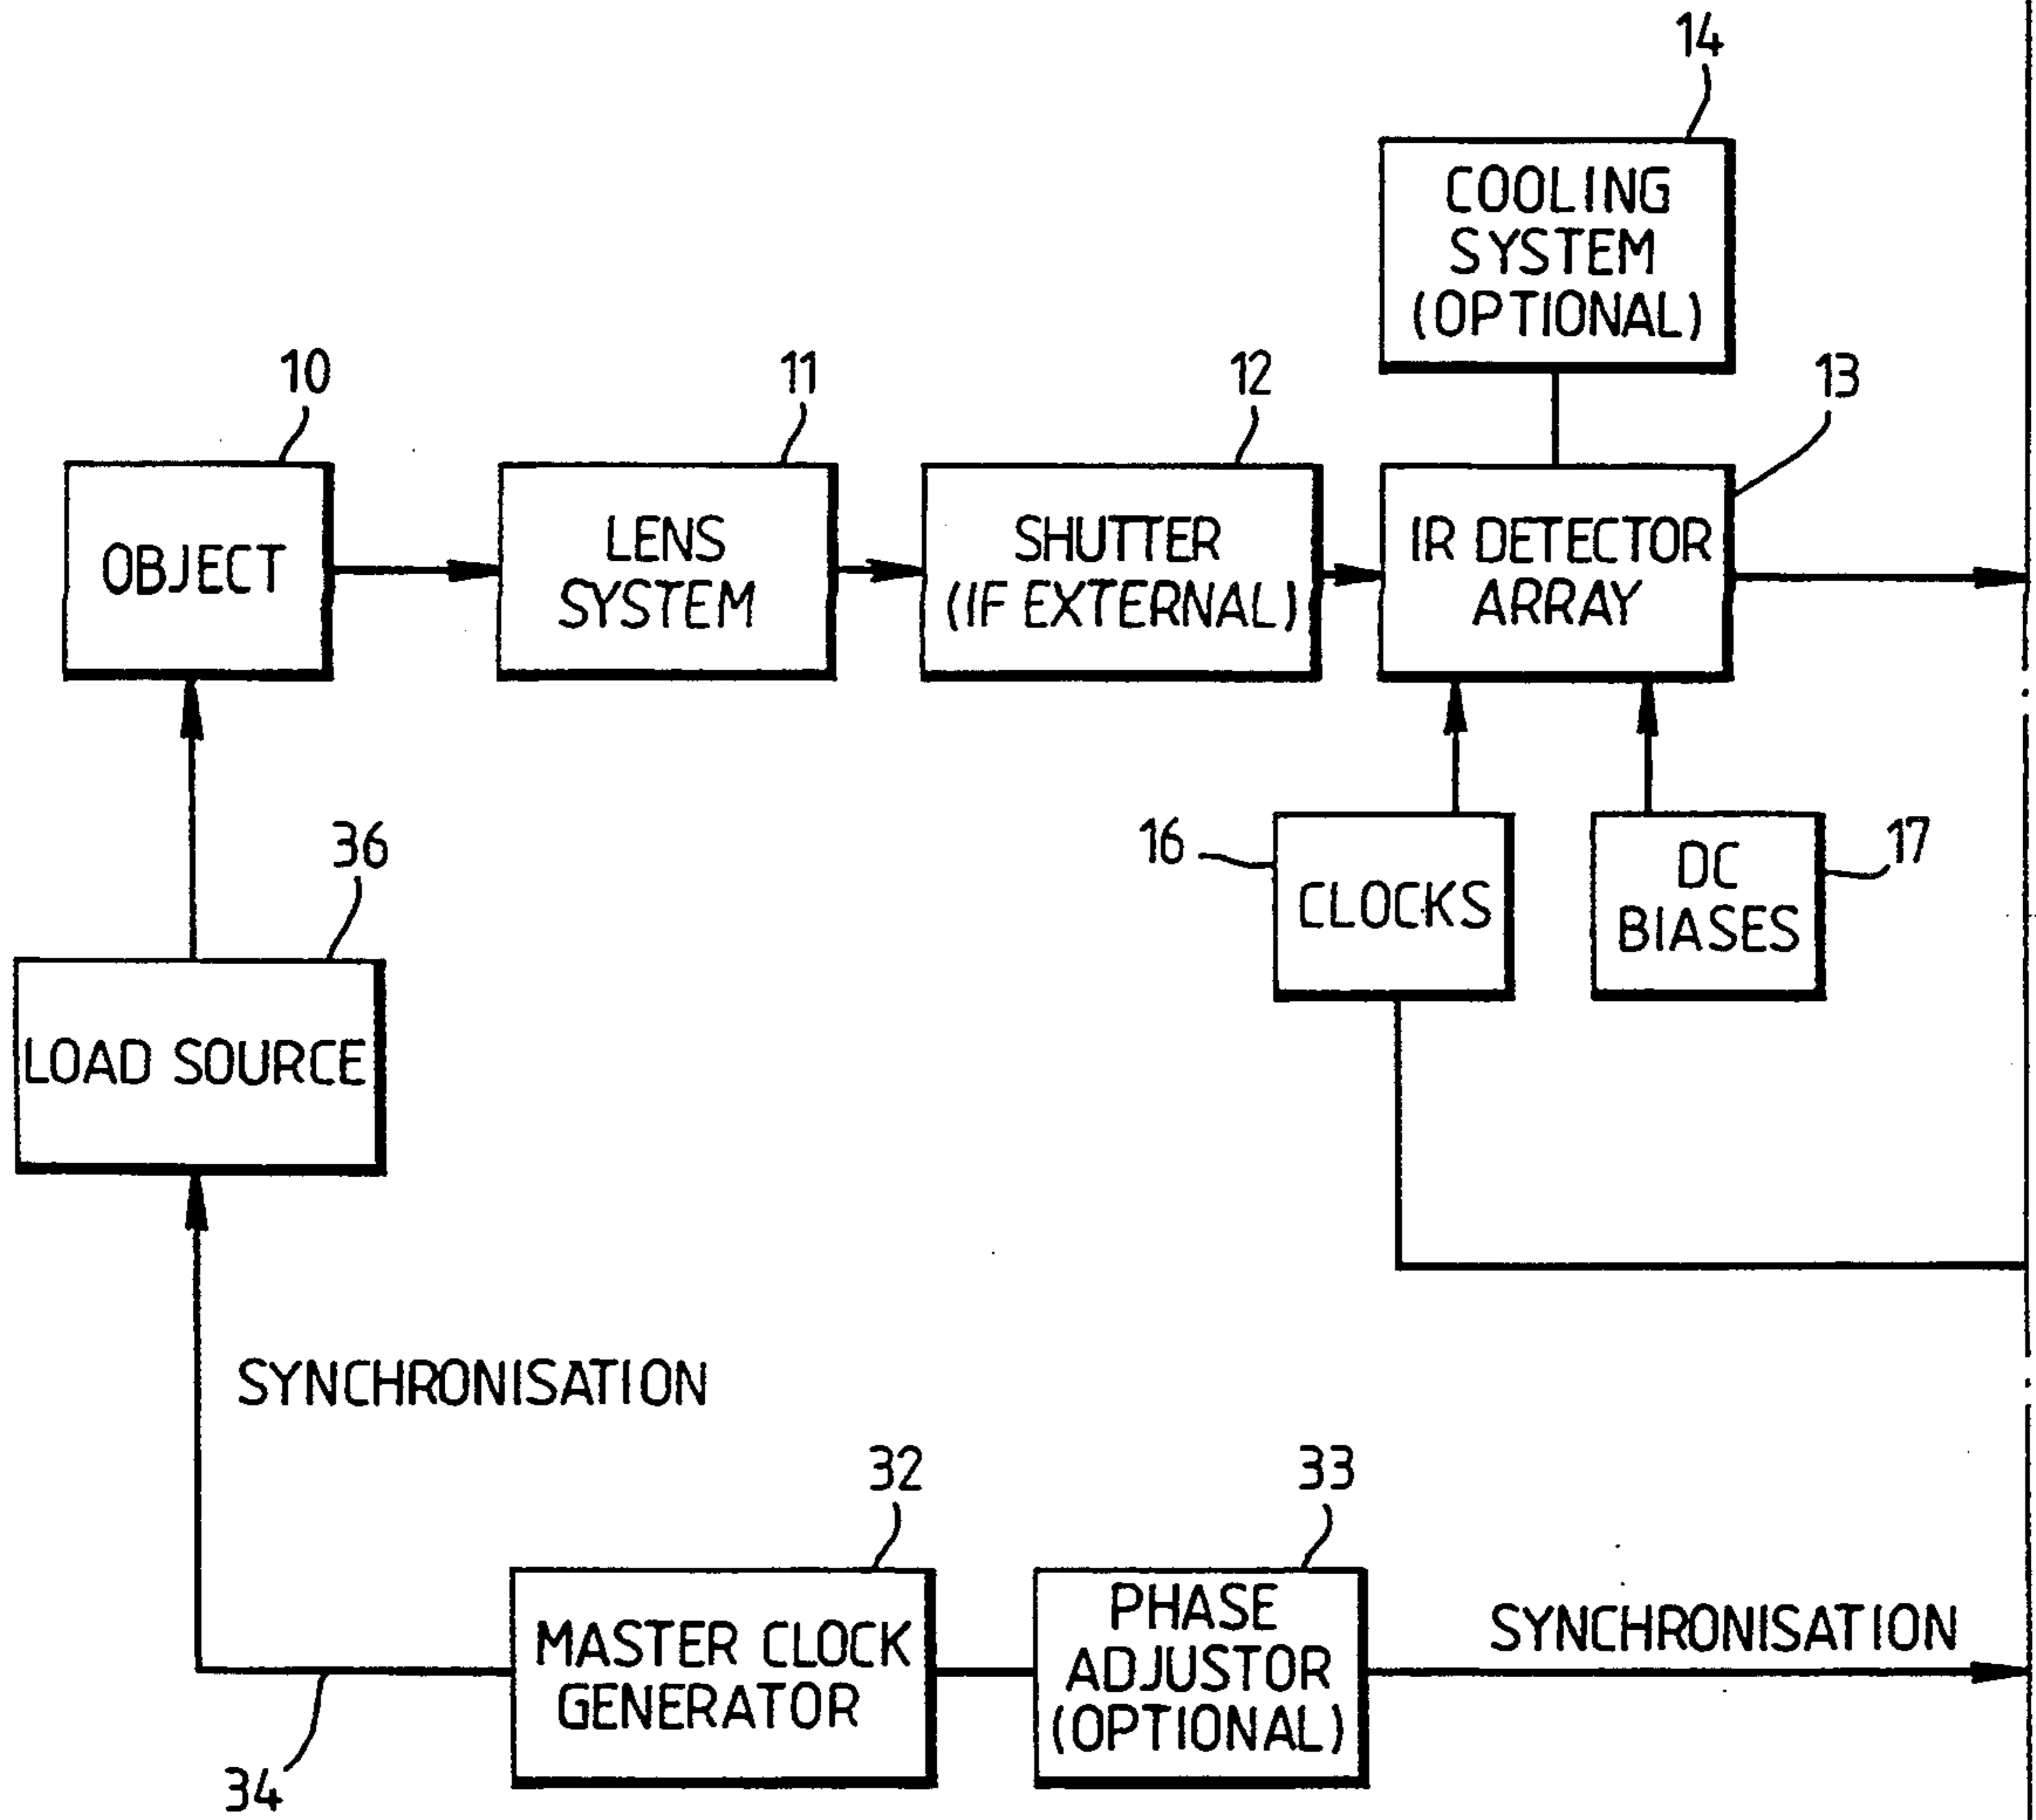 14
COOLING
SYSTEM
(OPTIONAL)
10
11
12
13
OBJECT
LENS
SYSTEM
SHUTTER
(IF EXTERNAL)
IR DETECTOR
ARRAY
36
16
CLOCKS
DC
BIASES
17
LOAD SOURCE
SYNCHRONISATION
32
33
MASTER CLOCK
GENERATOR
PHASE
ADJUSTOR
(OPTIONAL)
SYNCHRONISATION
34